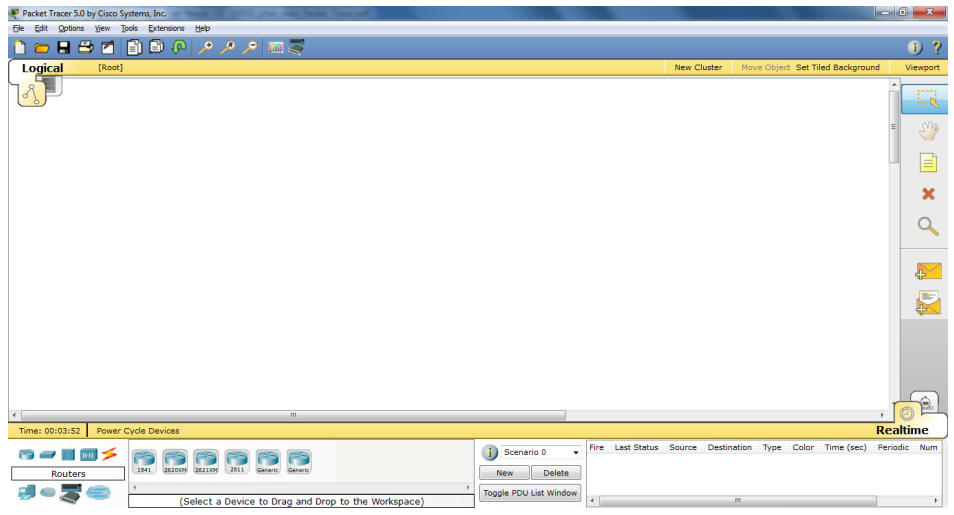 Packet Tracer 5.0 by Cisco Systems, Inc.
File Edit Options View Tools Extensions Help
Logical [Root] New Cluster Move Object Set Tiled Background Viewport
Time: 00:03:52 Power Cycle Devices Realtime
Routers
1841 2620XM 2621XM 2811 Generic Generic
(Select a Device to Drag and Drop to the Workspace)
Scenario 0
New Delete
Toggle PDU List Window
Fire Last Status Source Destination Type Color Time (sec) Periodic Num